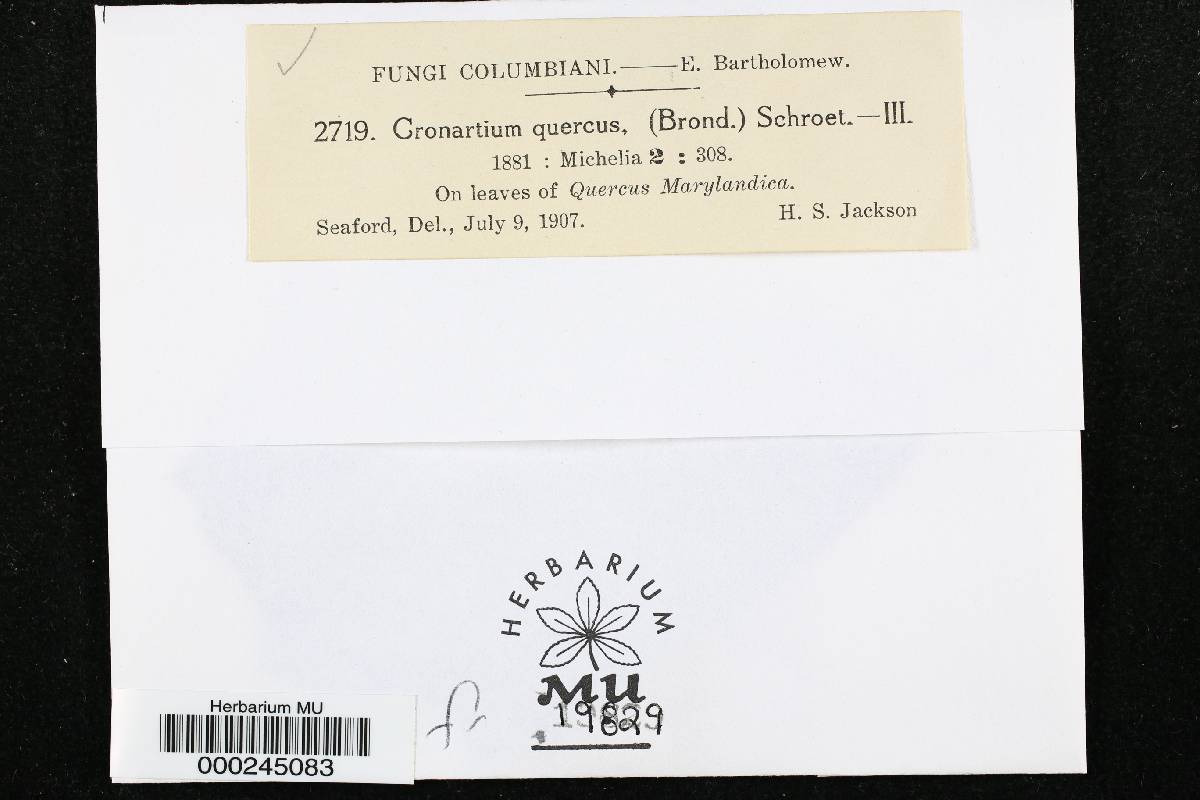 FUNGI COLUMBIANI.——E. Bartholomew.
2719. Cronartium quercus, (Brond.) Schroet.—III.
1881 : Michelia 2 : 308.
On leaves of Quercus Marylandica.
Seaford, Del., July 9, 1907. H. S. Jackson
HERBARIUM
MU
19829
Herbarium MU
000245083